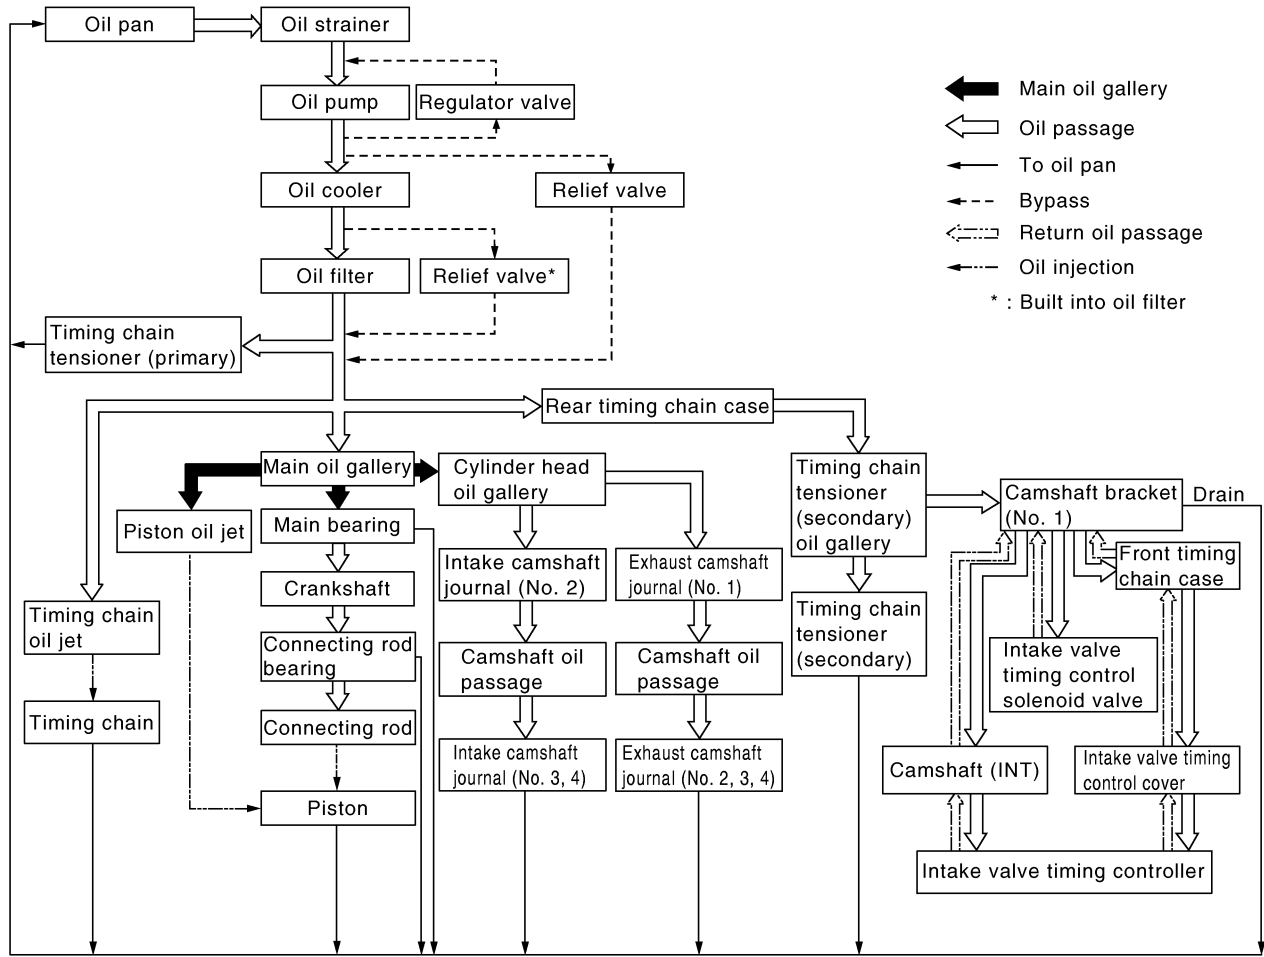 Oil pan
Oil strainer
Oil pump
Regulator valve
Oil cooler
Relief valve
Oil filter
Relief valve*
Timing chain
tensioner (primary)
Main oil gallery
Oil passage
To oil pan
Bypass
Return oil passage
Oil injection
* : Built into oil filter
Rear timing chain case
Main oil gallery
Cylinder head
oil gallery
Timing chain
tensioner
(secondary)
oil gallery
Camshaft bracket
(No. 1)
Drain
Piston oil jet
Main bearing
Intake camshaft
journal (No. 2)
Exhaust camshaft
journal (No. 1)
Front timing
chain case
Crankshaft
Timing chain
oil jet
Timing chain
tensioner
(secondary)
Connecting rod
bearing
Camshaft oil
passage
Camshaft oil
passage
Intake valve
timing control
solenoid valve
Timing chain
Connecting rod
Intake camshaft
journal (No. 3, 4)
Exhaust camshaft
journal (No. 2, 3, 4)
Camshaft (INT)
Intake valve timing
control cover
Piston
Intake valve timing controller